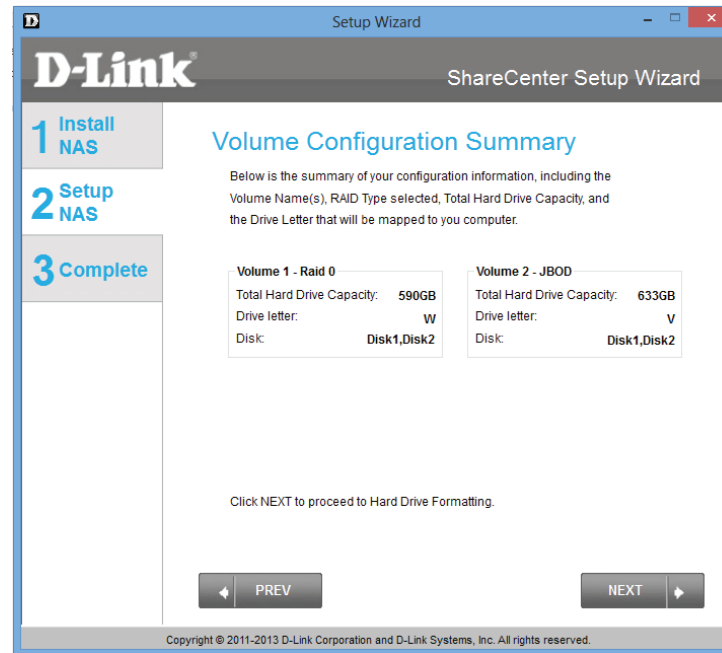 Setup Wizard
D-Link
ShareCenter Setup Wizard
1 Install
NAS
2 Setup
NAS
3 Complete
Volume Configuration Summary
Below is the summary of your configuration information, including the
Volume Name(s), RAID Type selected, Total Hard Drive Capacity, and
the Drive Letter that will be mapped to you computer.
Volume 1 - Raid 0
Total Hard Drive Capacity: 590GB
Drive letter: W
Disk: Disk1,Disk2
Volume 2 - JBOD
Total Hard Drive Capacity: 633GB
Drive letter: V
Disk: Disk1,Disk2
Click NEXT to proceed to Hard Drive Formatting.
PREV
NEXT
Copyright © 2011-2013 D-Link Corporation and D-Link Systems, Inc. All rights reserved.